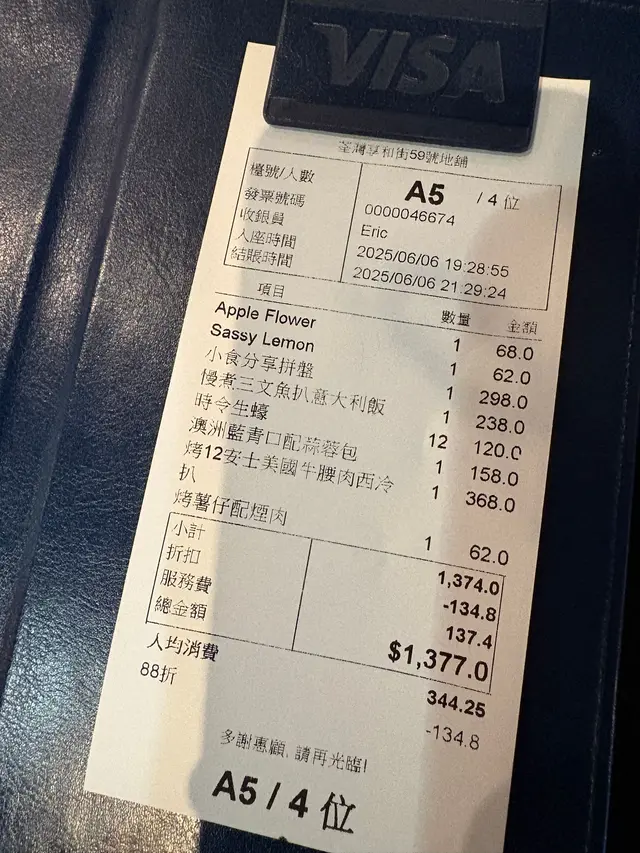 VISA
荃灣享和街59號地舖
檯號/人數 A5 / 4 位
發票號碼 0000046674
收銀員 Eric
入座時間 2025/06/06 19:28:55
結賬時間 2025/06/06 21:29:24
項目 數量 金額
Apple Flower 1 68.0
Sassy Lemon 1 62.0
小食分享拼盤 1 298.0
慢煮三文魚扒意大利飯 1 238.0
時令生蠔 12 120.0
澳洲藍青口配蒜蓉包 1 158.0
烤12安士美國牛腰肉西冷 1 368.0
扒
烤薯仔配煙肉 1 62.0
小計 1,374.0
折扣 -134.8
服務費 137.4
總金額 $1,377.0
人均消費 344.25
88折 -134.8
多謝惠顧, 請再光臨!
A5 / 4 位